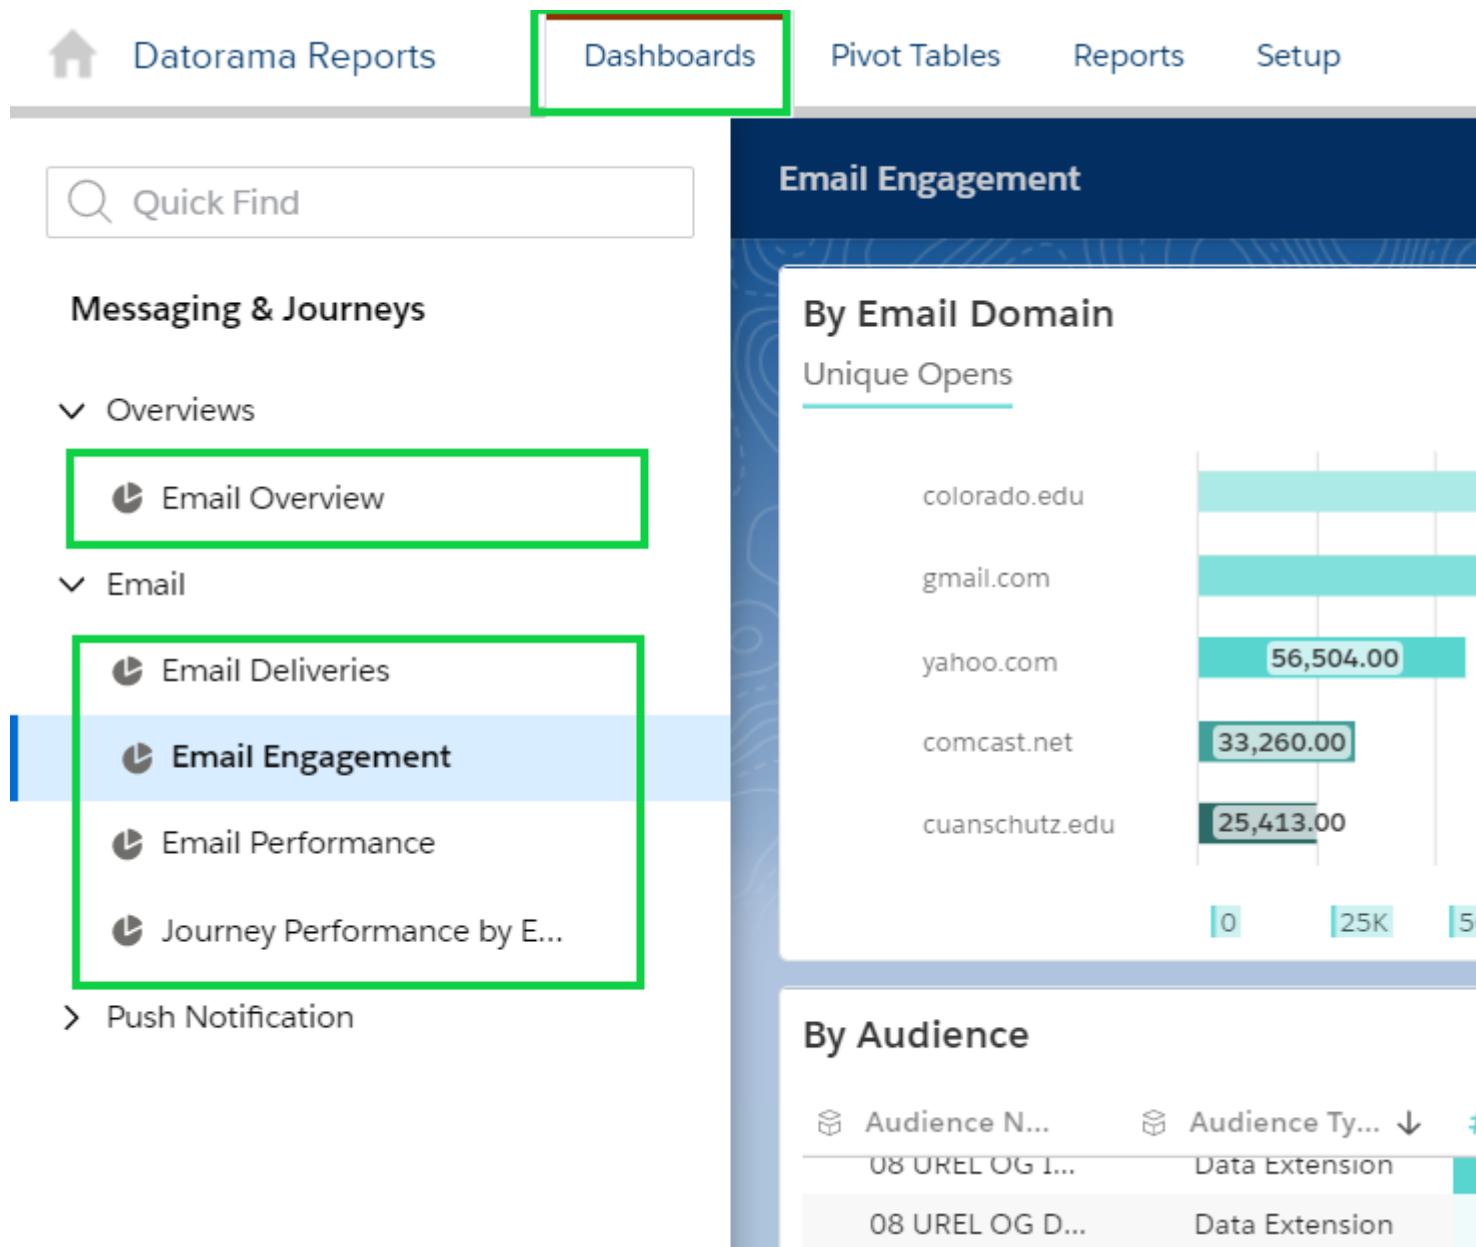 Datorama Reports
Dashboards
Pivot Tables
Reports
Setup
Quick Find
Messaging & Journeys
Overviews
Email Overview
Email
Email Deliveries
Email Engagement
Email Performance
Journey Performance by E...
Push Notification
Email Engagement
By Email Domain
Unique Opens
colorado.edu
gmail.com
yahoo.com 56,504.00
comcast.net 33,260.00
cuanschutz.edu 25,413.00
0 25K
By Audience
Audience N... Audience Ty...
08 UREL OG I... Data Extension
08 UREL OG D... Data Extension